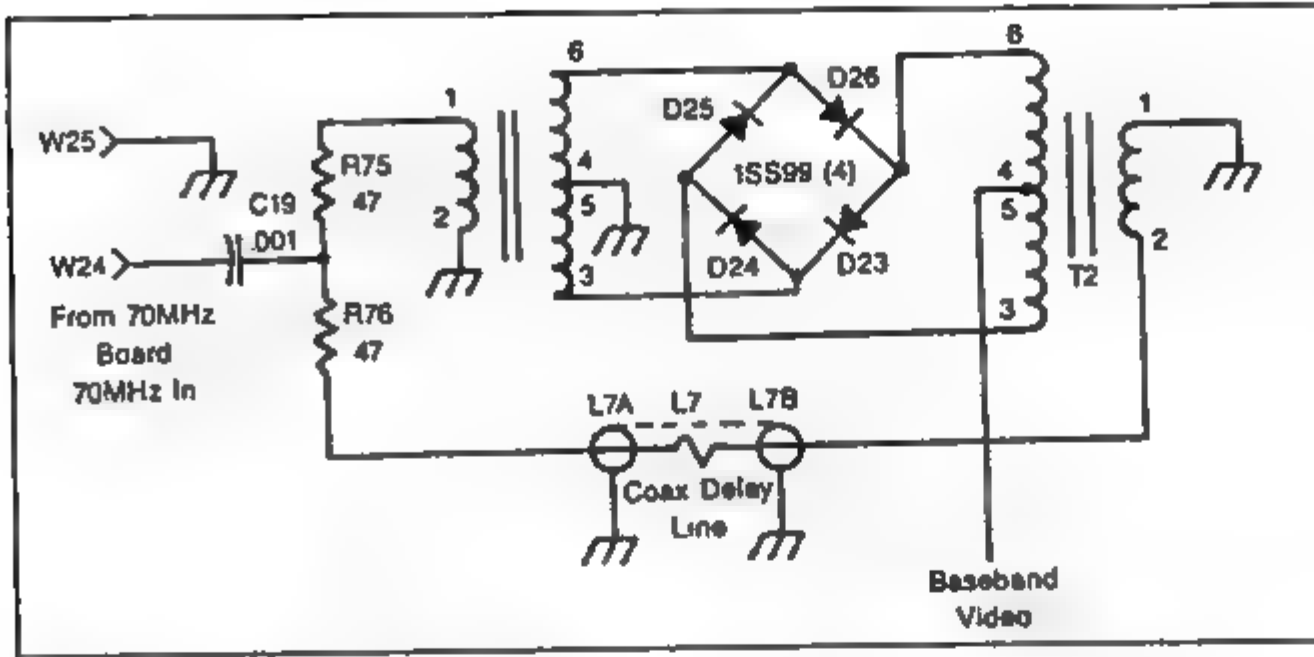 6
6
D26
1
D25
1
W25
R75
4
1SS99 (4)
4
47
5
5
C19
2
.001
2
W24
D24
D23
T2
3
From 70MHz
R76
3
Board
47
70MHz In
L7A
L7
L7B
Coax Delay
Line
Baseband
Video